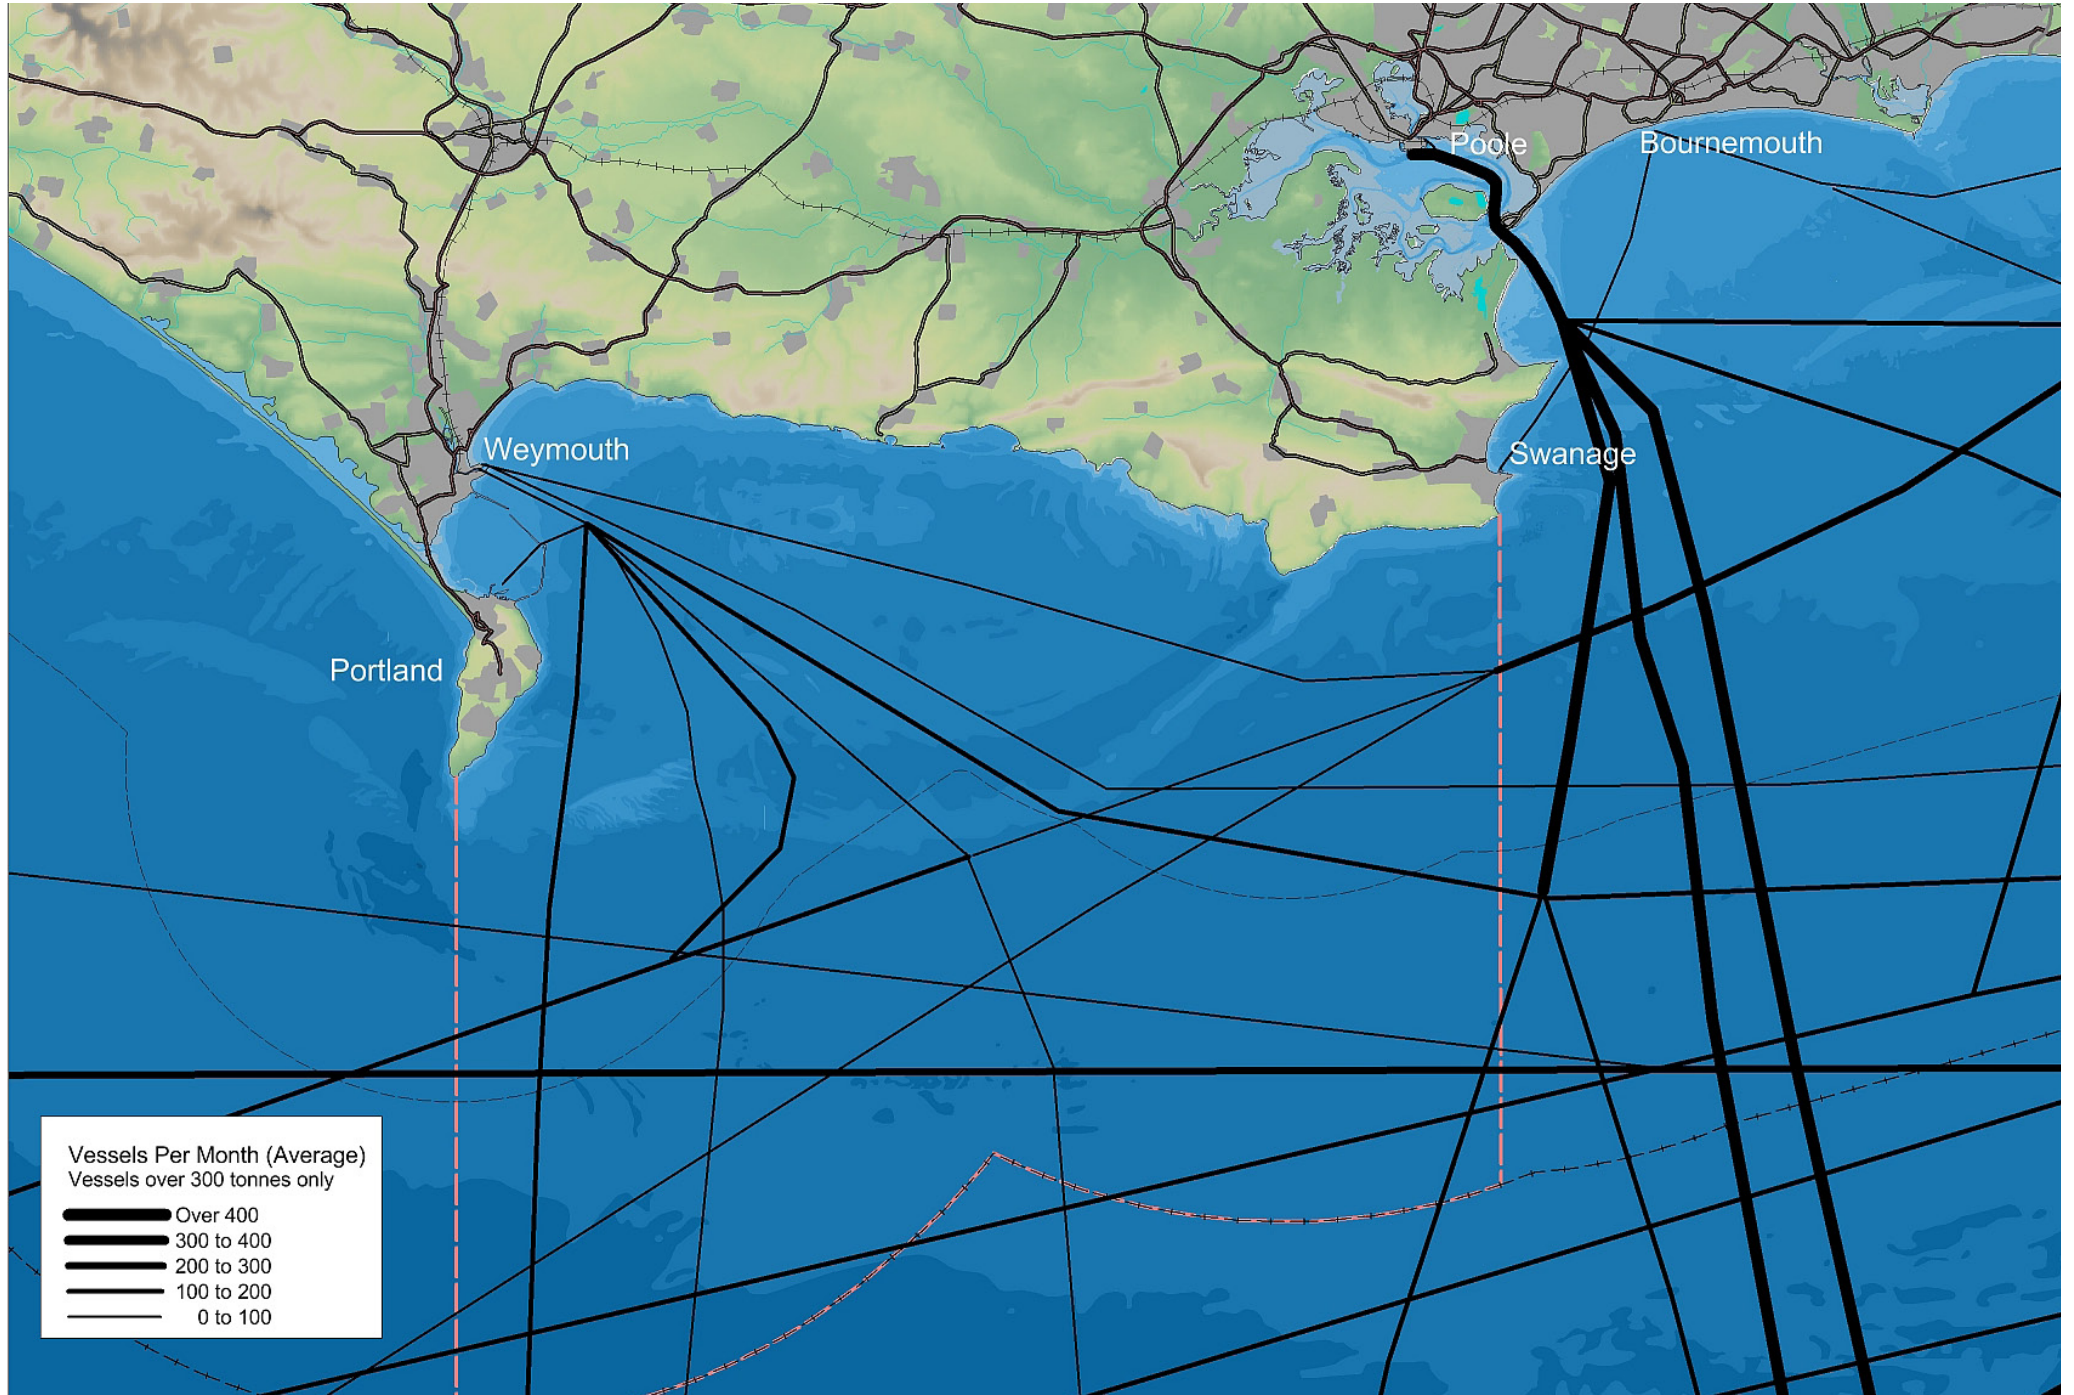 Poole
Bournemouth
Weymouth
Swanage
Portland
Vessels Per Month (Average)
Vessels over 300 tonnes only
Over 400
300 to 400
200 to 300
100 to 200
0 to 100